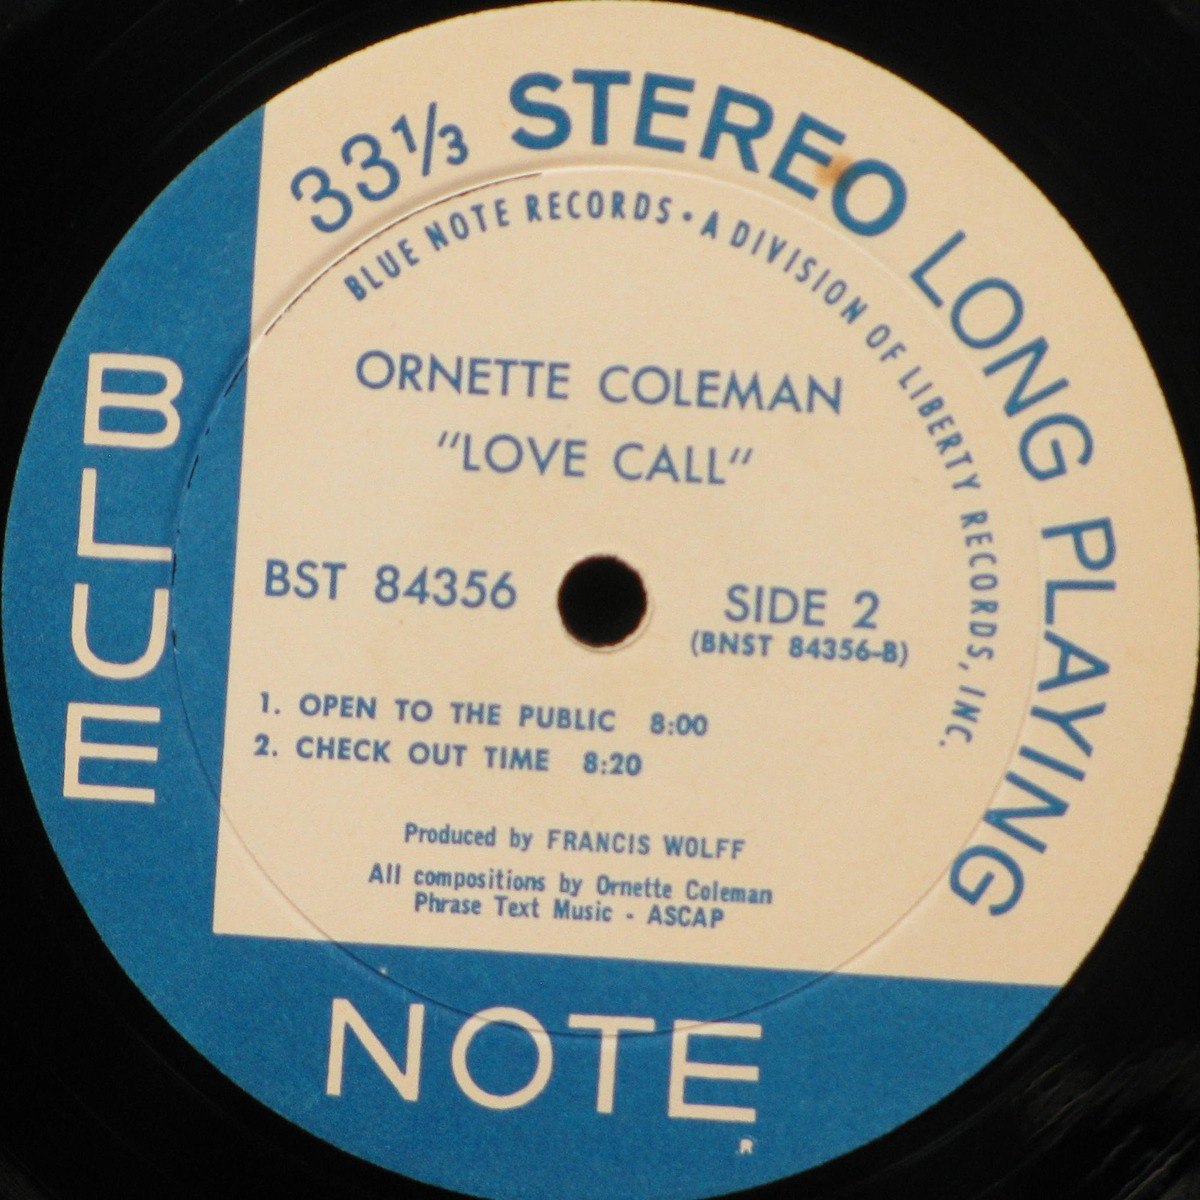 33⅓ STEREO LONG PLAYING
BLUE NOTE RECORDS • A DIVISION OF LIBERTY RECORDS, INC.
ORNETTE COLEMAN
"LOVE CALL"
BST 84356
SIDE 2
(BNST 84356-B)
1. OPEN TO THE PUBLIC 8:00
2. CHECK OUT TIME 8:20
Produced by FRANCIS WOLFF
All compositions by Ornette Coleman
Phrase Text Music - ASCAP
BLUE
NOTE
R